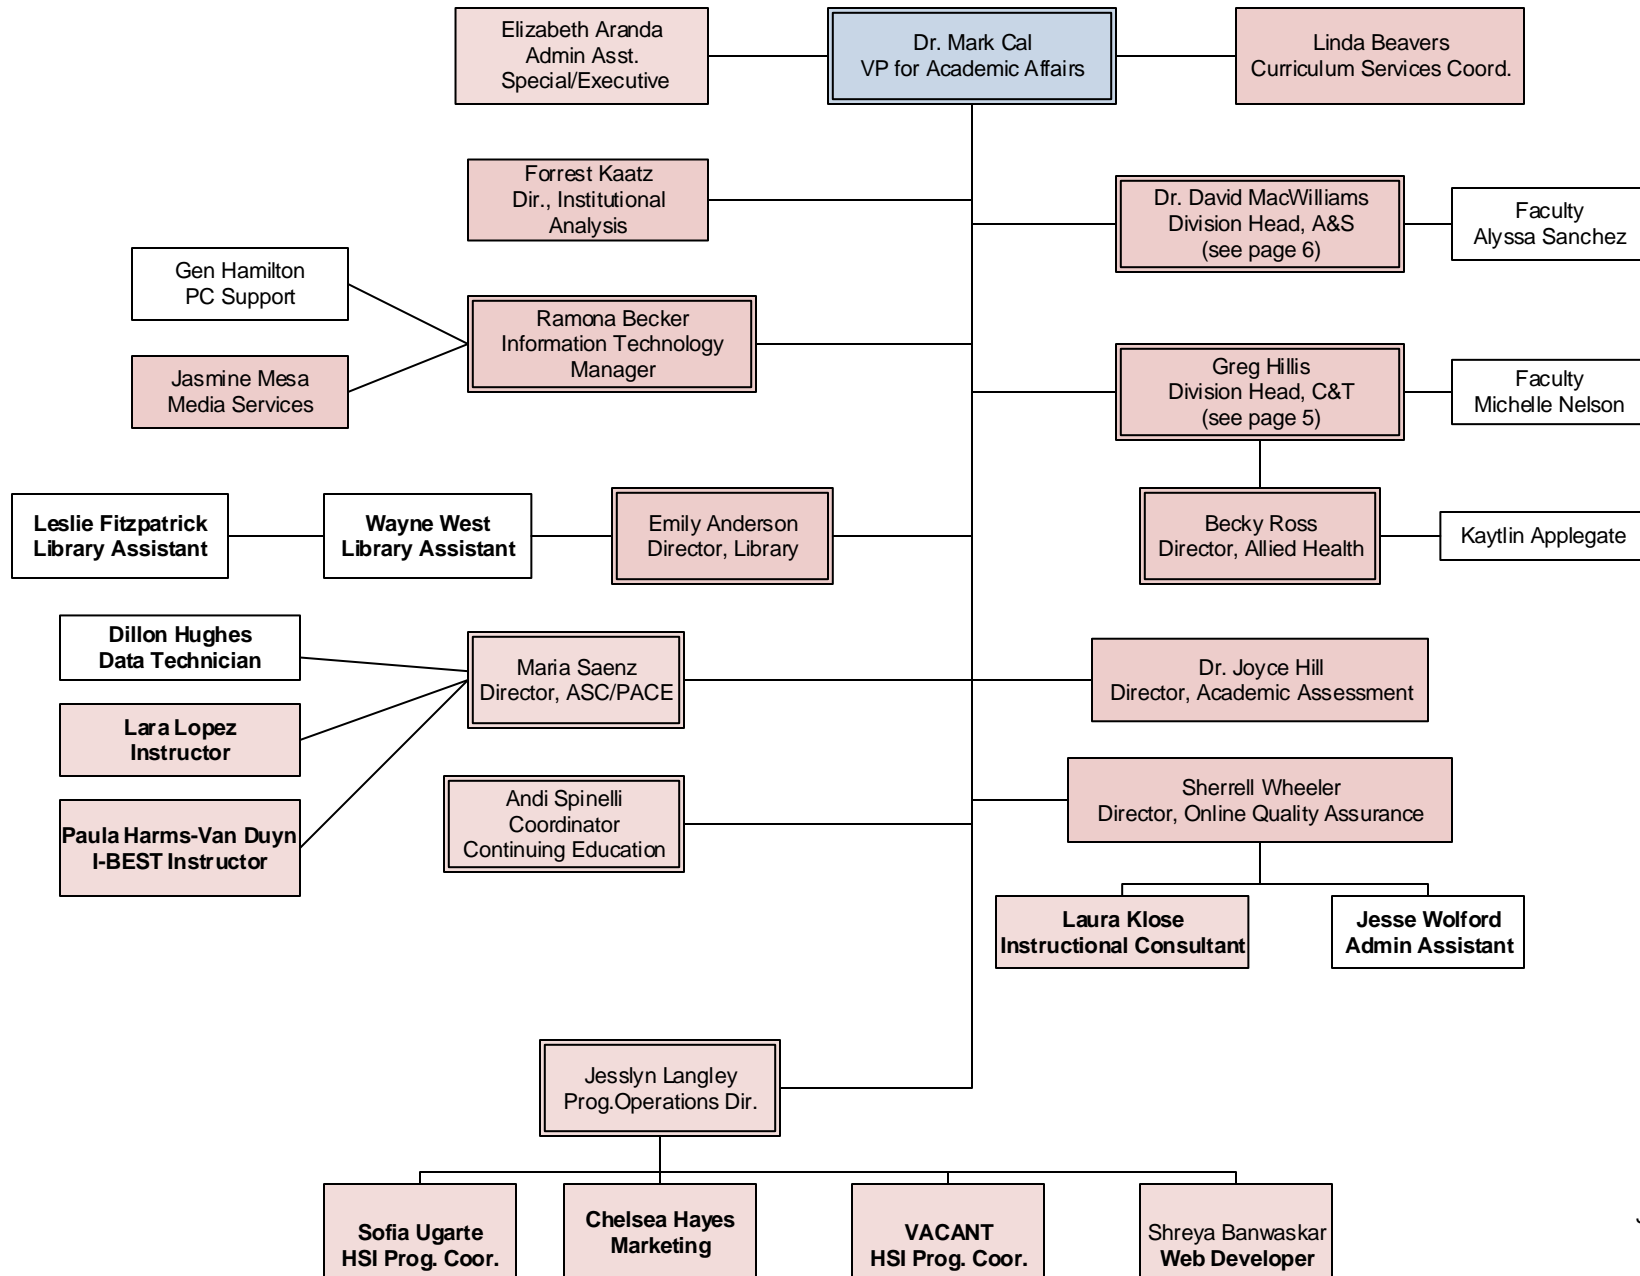 Elizabeth Aranda
Admin Asst.
Special/Executive
Dr. Mark Cal
VP for Academic Affairs
Linda Beavers
Curriculum Services Coord.
Forrest Kaatz
Dir., Institutional
Analysis
Dr. David MacWilliams
Division Head, A&S
(see page 6)
Faculty
Alyssa Sanchez
Gen Hamilton
PC Support
Ramona Becker
Information Technology
Manager
Jasmine Mesa
Media Services
Greg Hillis
Division Head, C&T
(see page 5)
Faculty
Michelle Nelson
Leslie Fitzpatrick
Library Assistant
Wayne West
Library Assistant
Emily Anderson
Director, Library
Becky Ross
Director, Allied Health
Kaytlin Applegate
Dillon Hughes
Data Technician
Maria Saenz
Director, ASC/PACE
Dr. Joyce Hill
Director, Academic Assessment
Lara Lopez
Instructor
Paula Harms-Van Duyn
I-BEST Instructor
Andi Spinelli
Coordinator
Continuing Education
Sherrell Wheeler
Director, Online Quality Assurance
Laura Klose
Instructional Consultant
Jesse Wolford
Admin Assistant
Jesslyn Langley
Prog.Operations Dir.
Sofia Ugarte
HSI Prog. Coor.
Chelsea Hayes
Marketing
VACANT
HSI Prog. Coor.
Shreya Banwaskar
Web Developer